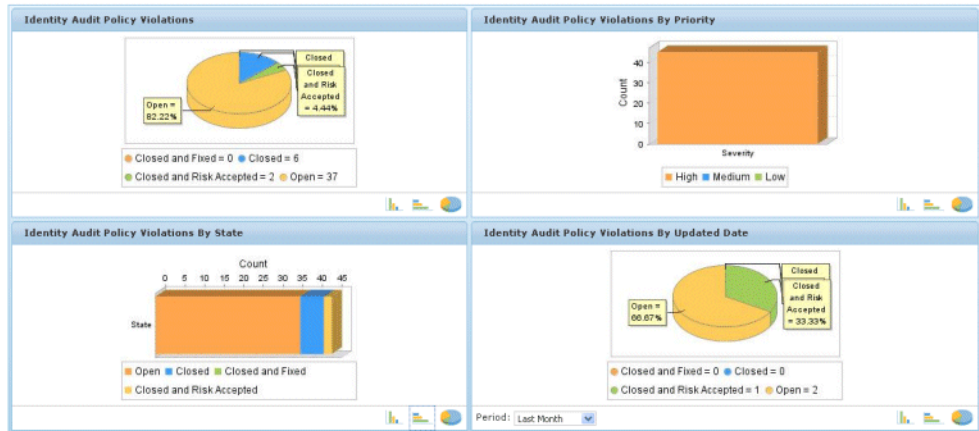 Identity Audit Policy Violations
Closed
Closed
and Risk
Accepted
= 4.44%
Open =
82.22%
Closed and Fixed = 0 Closed = 6
Closed and Risk Accepted = 2 Open = 37
Identity Audit Policy Violations By Priority
Count
40
30
20
10
0
Severity
High Medium Low
Identity Audit Policy Violations By State
Count
0 5 10 15 20 25 30 35 40 45
State
Open Closed Closed and Fixed
Closed and Risk Accepted
Identity Audit Policy Violations By Updated Date
Closed
Closed
and Risk
Accepted
= 33.33%
Open =
66.67%
Closed and Fixed = 0 Closed = 0
Closed and Risk Accepted = 1 Open = 2
Period: Last Month